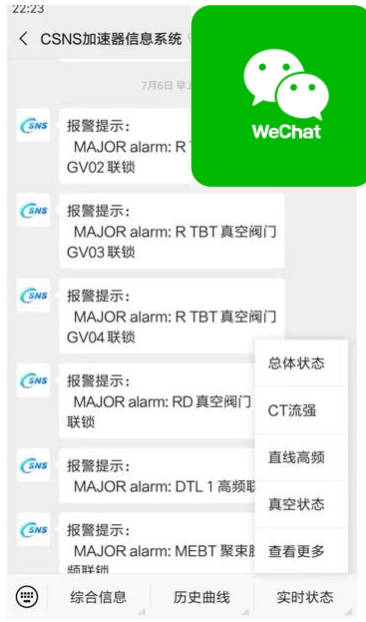 22:23
CSNS加速器信息系统
WeChat
7月6日 早
SNS
报警提示:
MAJOR alarm: R
GV02 联锁
SNS
报警提示:
MAJOR alarm: R TBT 真空阀门
GV03 联锁
SNS
报警提示:
MAJOR alarm: R TBT 真空阀门
GV04 联锁
SNS
报警提示:
MAJOR alarm: RD 真空阀门
联锁
SNS
报警提示:
MAJOR alarm: DTL 1 高频联
SNS
报警提示:
MAJOR alarm: MEBT 聚束
频联锁
总体状态
CT流强
直线高频
真空状态
查看更多
综合信息
历史曲线
实时状态